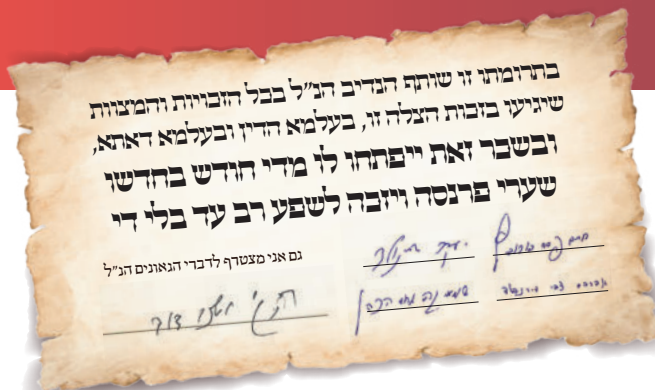 בתרומתו זו שותף הנדיב הנ"ל בכל הזכויות והמצוות
שיגיעו בזכות הצלה זו, בעלמא הדין ובעלמא דאתא,
ובשכר זאת ייפתחו לו מדי חודש בחדשו
שערי פרנסה ויזכה לשפע רב עד בלי די
גם אני מצטרף לדברי הגאונים הנ"ל